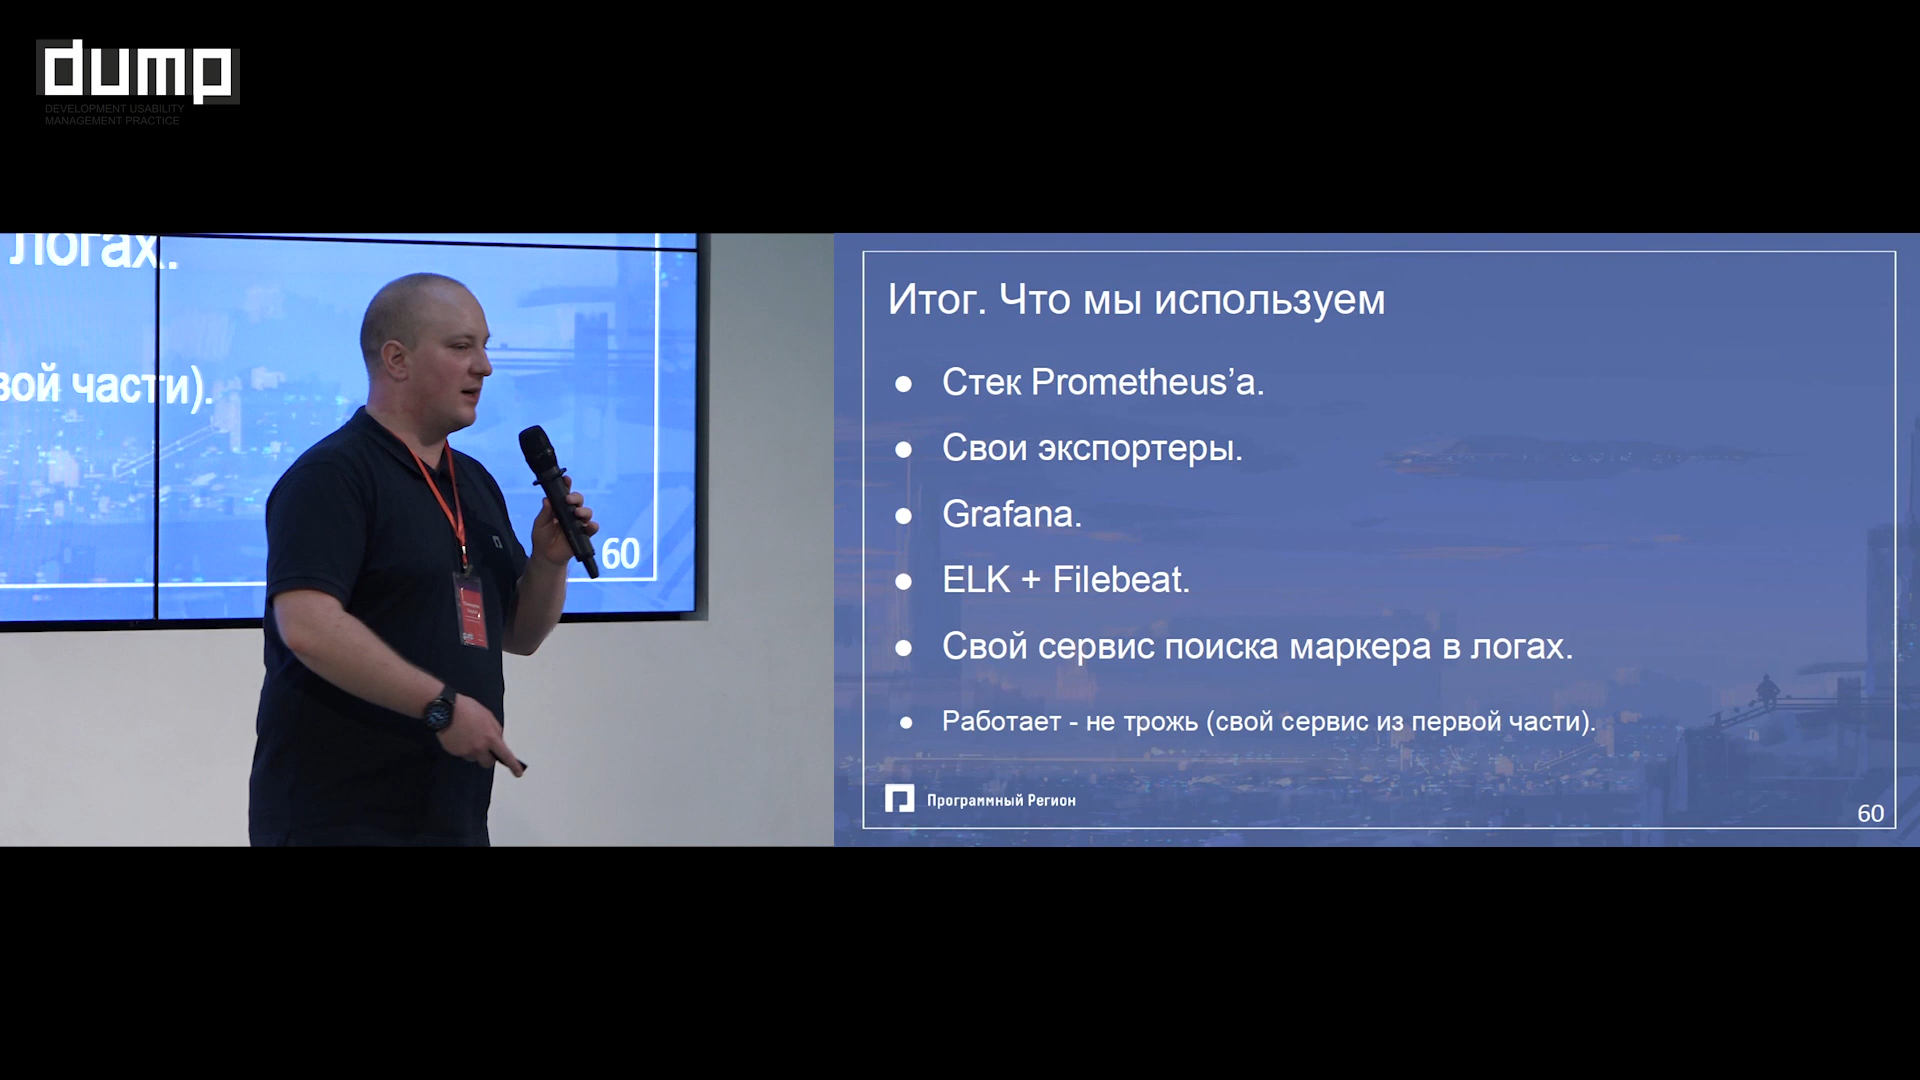 dump
DEVELOPMENT USABILITY
MANAGEMENT PRACTICE
логах.
вой части).
60
Итог. Что мы используем
● Стек Prometheus’а.
● Свои экспортеры.
● Grafana.
● ELK + Filebeat.
● Свой сервис поиска маркера в логах.
● Работает - не трожь (свой сервис из первой части).
Программный Регион
60